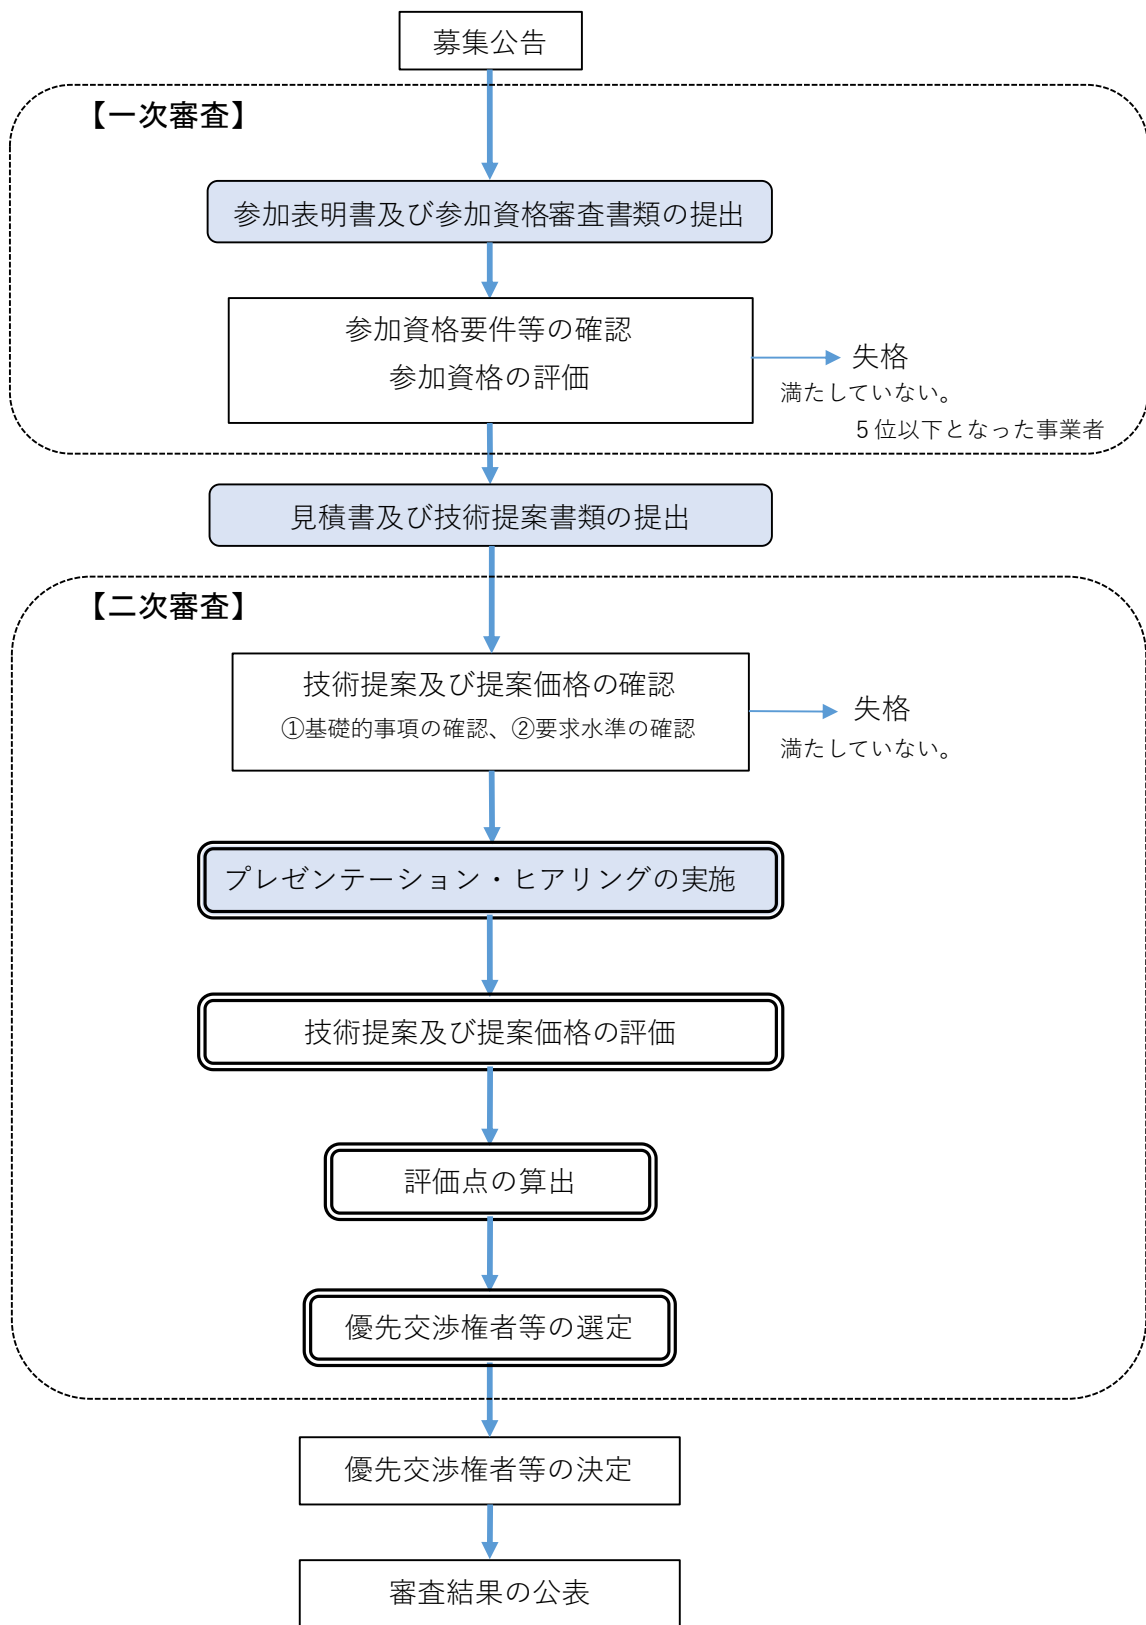 募集公告
【一次審査】
参加表明書及び参加資格審査書類の提出
参加資格要件等の確認
参加資格の評価
失格
満たしていない。
5位以下となった事業者
見積書及び技術提案書類の提出
【二次審査】
技術提案及び提案価格の確認
①基礎的事項の確認、②要求水準の確認
失格
満たしていない。
プレゼンテーション・ヒアリングの実施
技術提案及び提案価格の評価
評価点の算出
優先交渉権者等の選定
優先交渉権者等の決定
審査結果の公表